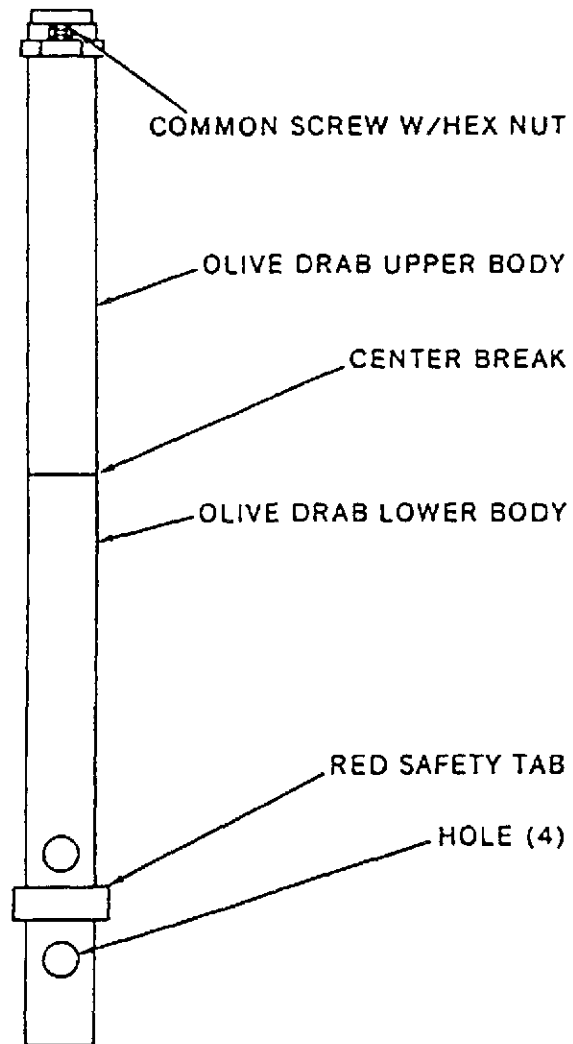 COMMON SCREW W/HEX NUT
OLIVE DRAB UPPER BODY
CENTER BREAK
OLIVE DRAB LOWER BODY
RED SAFETY TAB
HOLE (4)